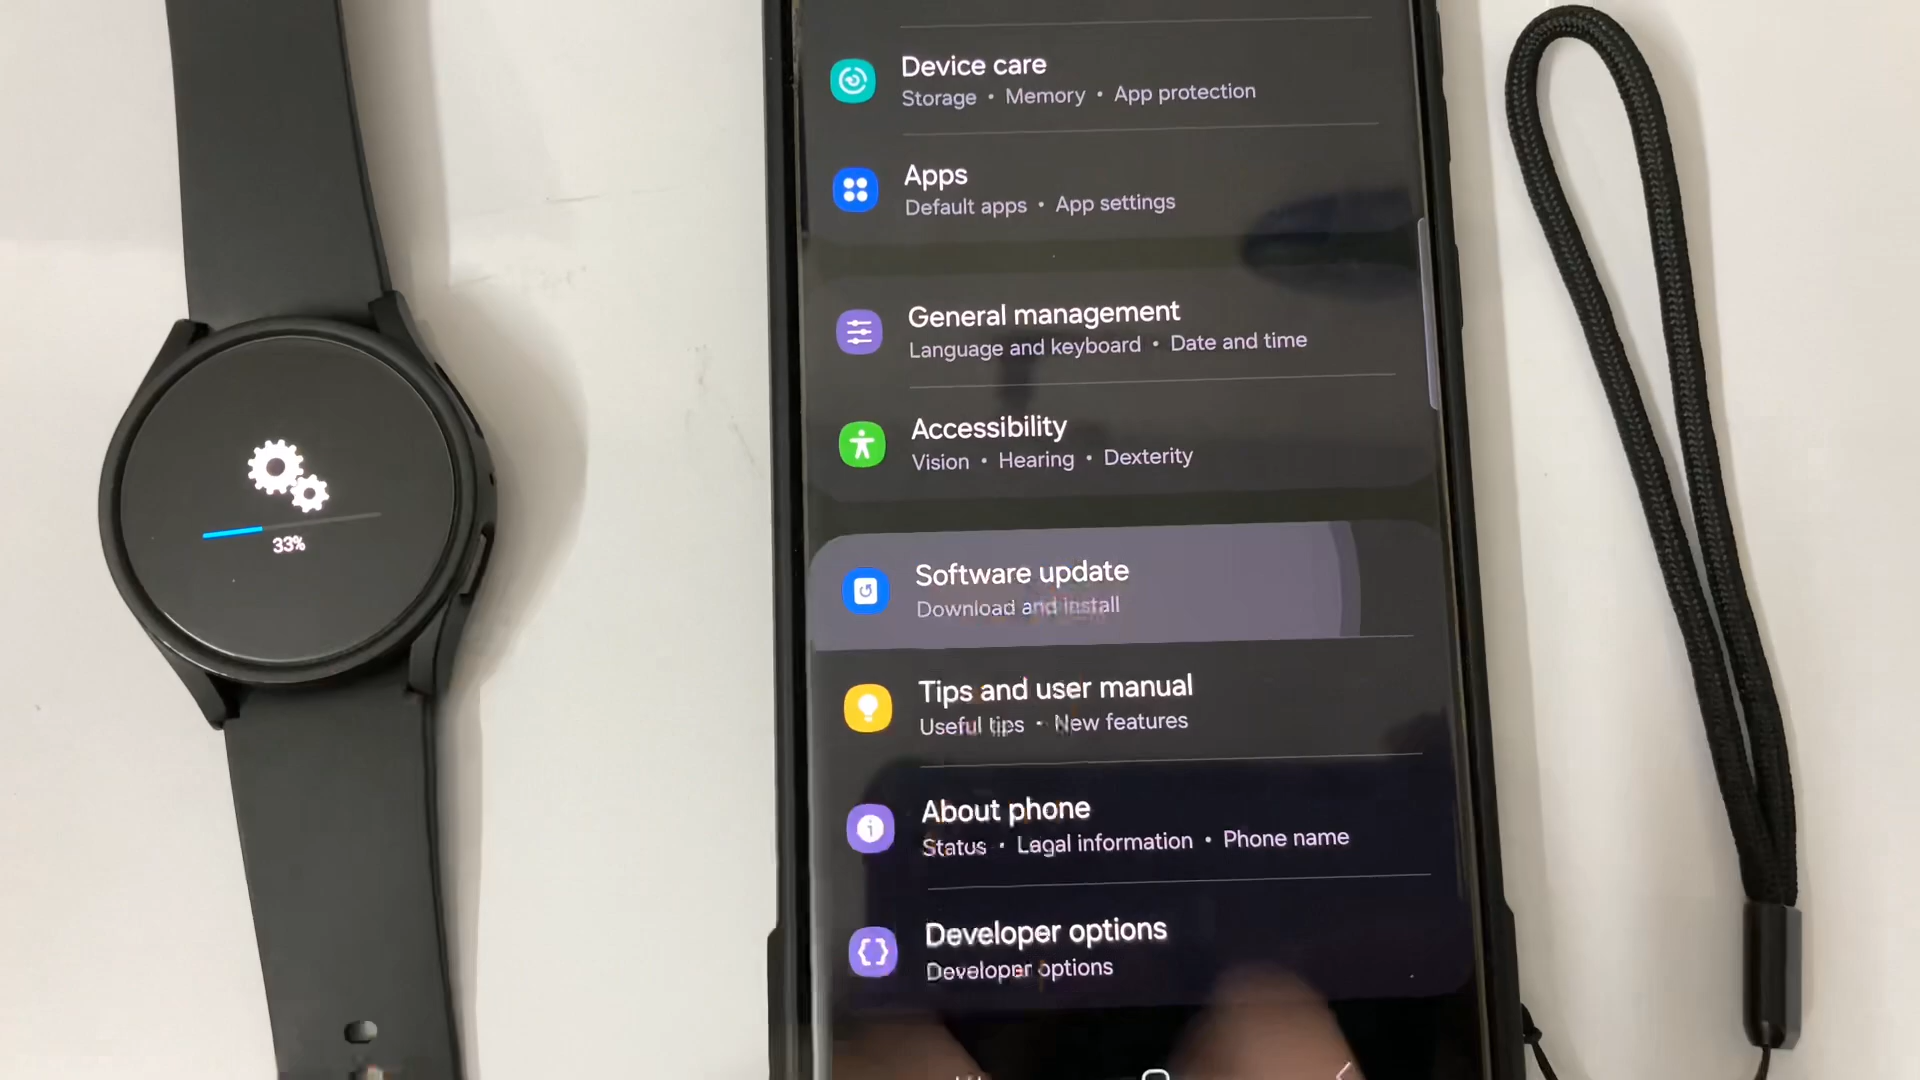 33%
Device care
Storage • Memory • App protection
Apps
Default apps • App settings
General management
Language and keyboard • Date and time
Accessibility
Vision • Hearing • Dexterity
Software update
Download and install
Tips and user manual
Useful tips • New features
About phone
Status • Legal information • Phone name
Developer options
Developer options